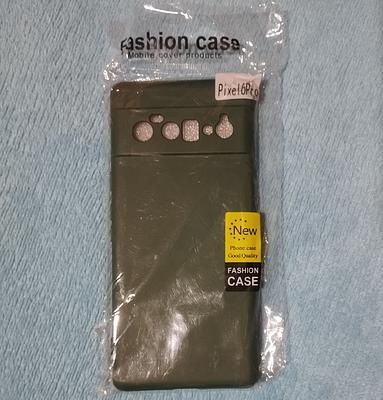 Fashion case
Mobile cover products
Pixel6Pro
New
Phone case
Good Quality
FASHION
CASE